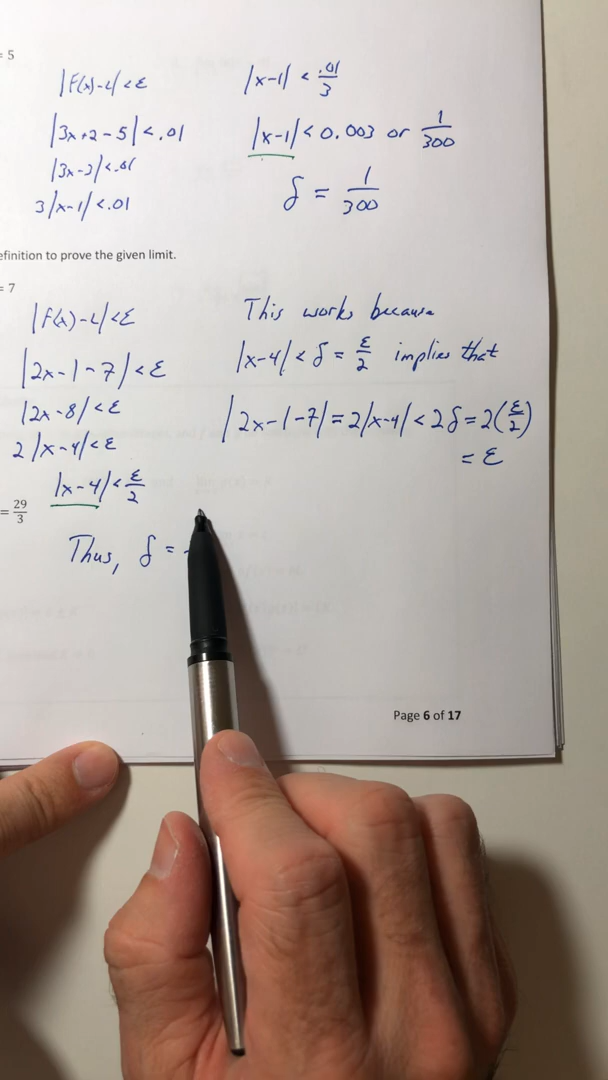 = 5
|F(x)-L|<ε
|3x+2-5|<.01
|3x-3|<.01
3|x-1|<.01
|x-1| < .01/3
|x-1| < 0.003 or 1/300
δ = 1/300
efinition to prove the given limit.
= 7
|F(x)-L|<ε
|2x-1-7|<ε
|2x-8|<ε
2|x-4|<ε
|x-4|<ε/2
= 29/3
Thus, δ =
This works because
|x-4| < δ = ε/2 implies that
|2x-1-7|=2|x-4|<2δ=2(ε/2)
= ε
Page 6 of 17